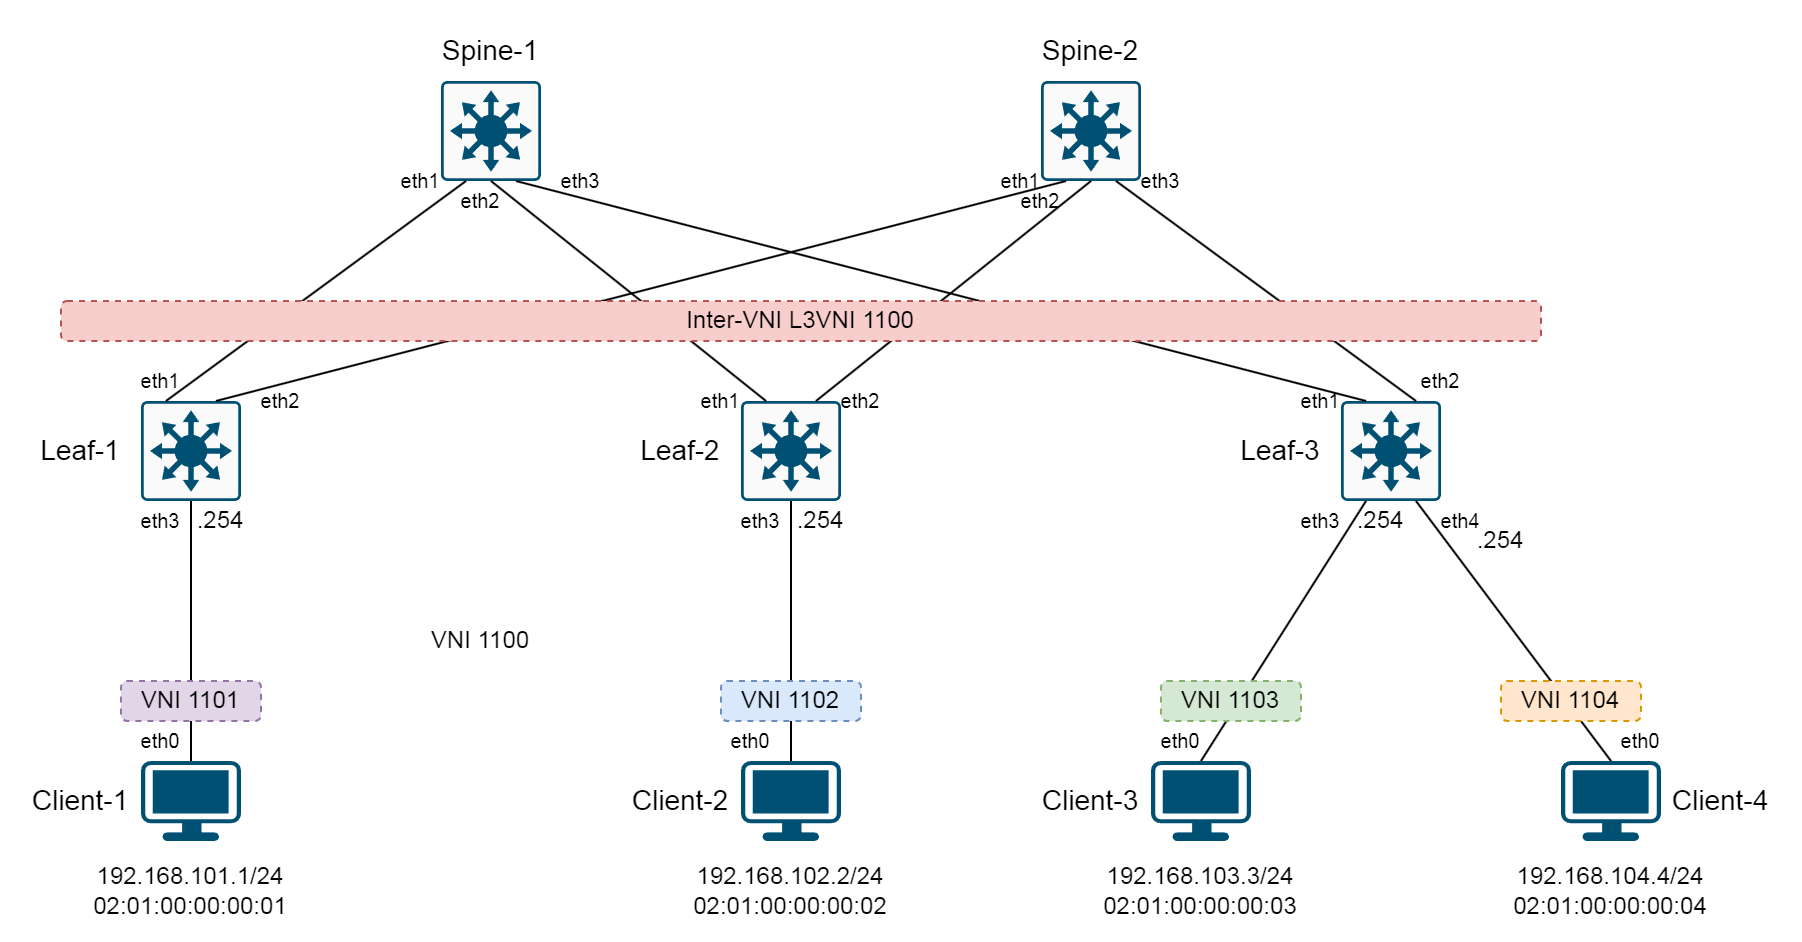 Spine-1
Spine-2
eth1
eth2
eth3
eth1
eth2
eth3
Inter-VNI L3VNI 1100
eth1
eth2
eth1
eth2
eth1
eth2
Leaf-1
Leaf-2
Leaf-3
eth3 .254
eth3 .254
eth3 .254
eth4
.254
VNI 1100
VNI 1101
VNI 1102
VNI 1103
VNI 1104
eth0
eth0
eth0
eth0
Client-1
Client-2
Client-3
Client-4
192.168.101.1/24
02:01:00:00:00:01
192.168.102.2/24
02:01:00:00:00:02
192.168.103.3/24
02:01:00:00:00:03
192.168.104.4/24
02:01:00:00:00:04